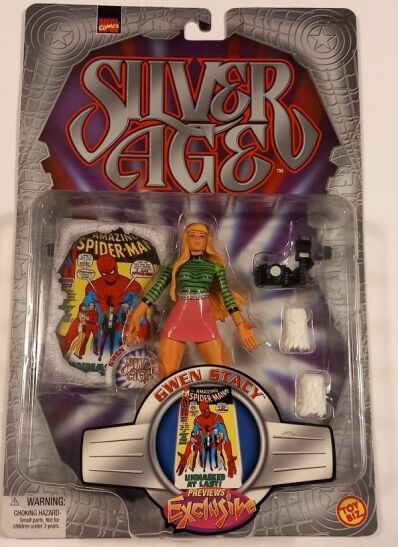 MARVEL
COMICS
SILVER
AGE
TM
AMAZING
SPIDER-MAN
GWEN
SILVER
AGE
GWEN STACY
AMAZING
SPIDER-MAN
UNMASKED
AT LAST!
PREVIEWS
Exclusive
WARNING:
CHOKING HAZARD-
Small parts. Not for
children under 3 years.
TOY
BIZ